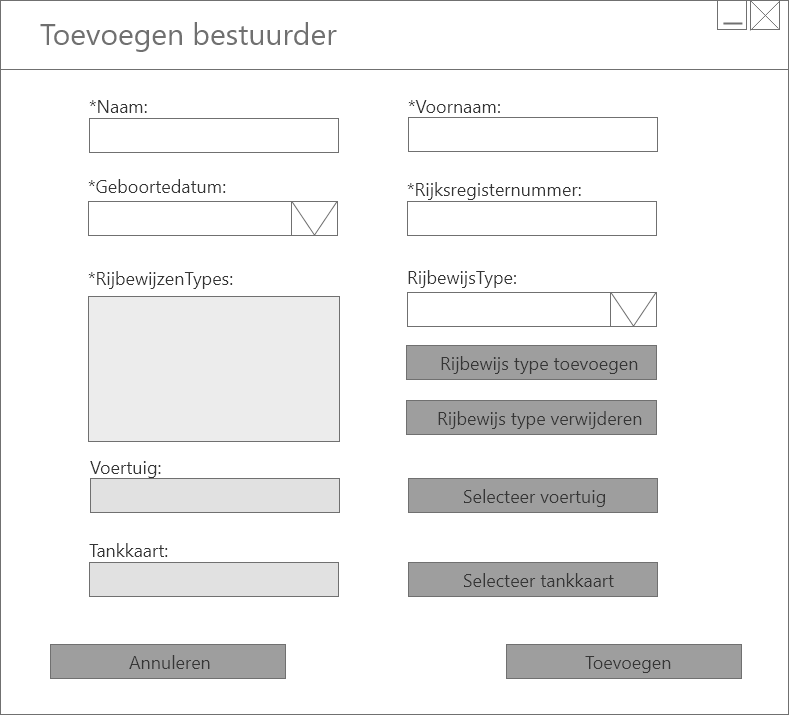 Toevoegen bestuurder
*Naam:
*Voornaam:
*Geboortedatum:
*Rijksregisternummer:
*RijbewijzenTypes:
RijbewijsType:
Rijbewijs type toevoegen
Rijbewijs type verwijderen
Voertuig:
Selecteer voertuig
Tankkaart:
Selecteer tankkaart
Annuleren
Toevoegen